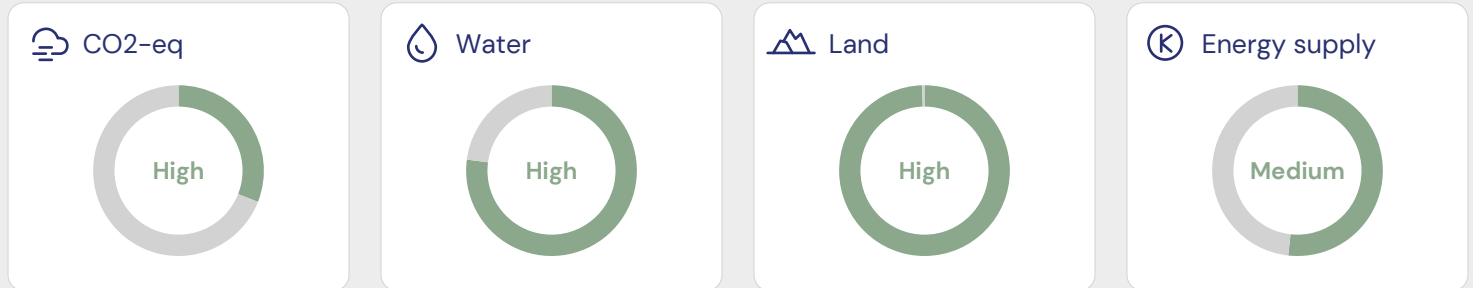 CO2-eq
High
Water
High
Land
High
Energy supply
Medium